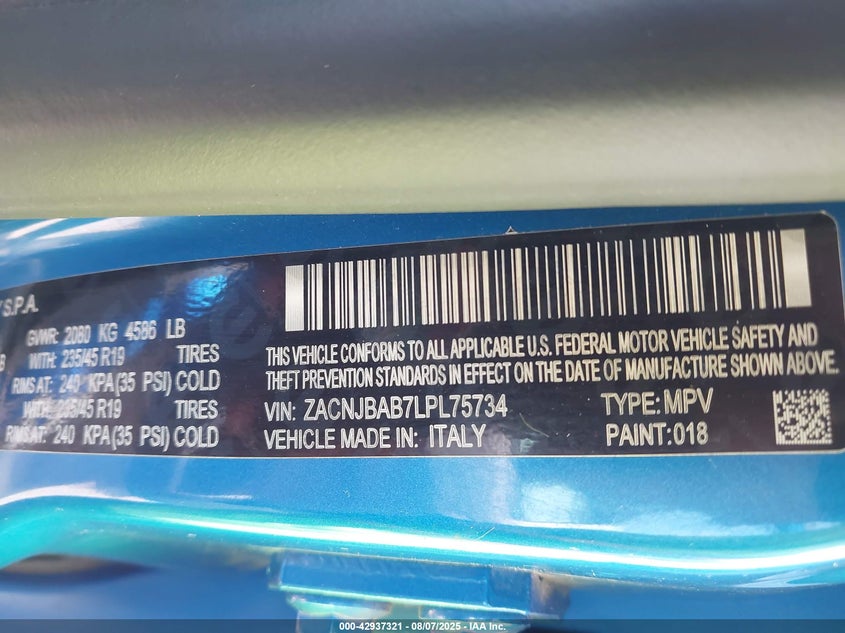 S.P.A.
GVWR: 2080 KG 4586 LB
WITH: 235/45 R19 TIRES
RIMS AT: 240 KPA(35 PSI) COLD
WITH: 235/45 R19 TIRES
RIMS AT: 240 KPA(35 PSI) COLD
THIS VEHICLE CONFORMS TO ALL APPLICABLE U.S. FEDERAL MOTOR VEHICLE SAFETY AND
THEFT PREVENTION STANDARDS IN EFFECT ON THE DATE OF MANUFACTURE SHOWN ABOVE.
VIN: ZACNJBAB7LPL75734 TYPE: MPV
VEHICLE MADE IN: ITALY PAINT:018
000-42937321 - 08/07/2025 - IAA Inc.